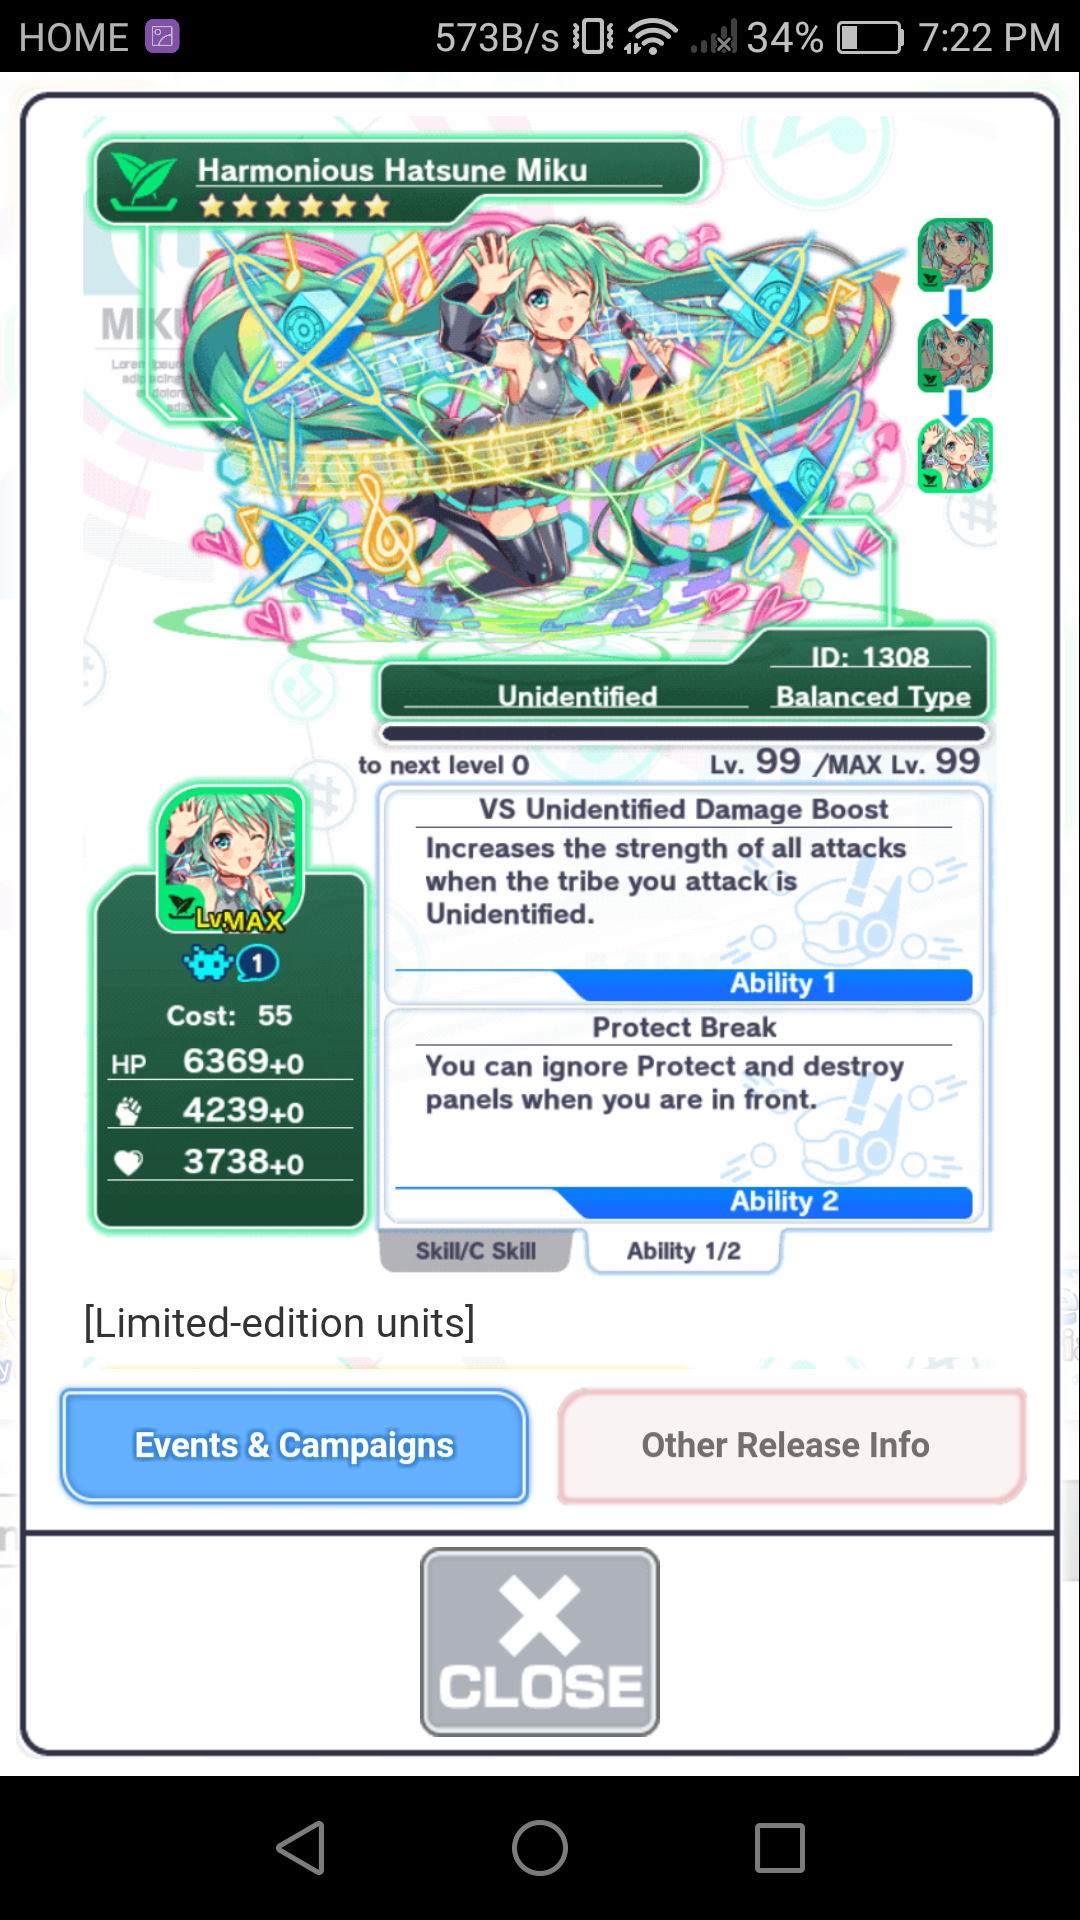 HOME 573B/s 34% 7:22 PM
Harmonious Hatsune Miku
ID: 1308
Unidentified Balanced Type
to next level 0 Lv. 99 /MAX Lv. 99
VS Unidentified Damage Boost
Increases the strength of all attacks
when the tribe you attack is
Unidentified.
Ability 1
Protect Break
You can ignore Protect and destroy
panels when you are in front.
Ability 2
Lv.MAX
1
Cost: 55
HP 6369+0
4239+0
3738+0
Skill/C Skill Ability 1/2
[Limited-edition units]
Events & Campaigns Other Release Info
CLOSE